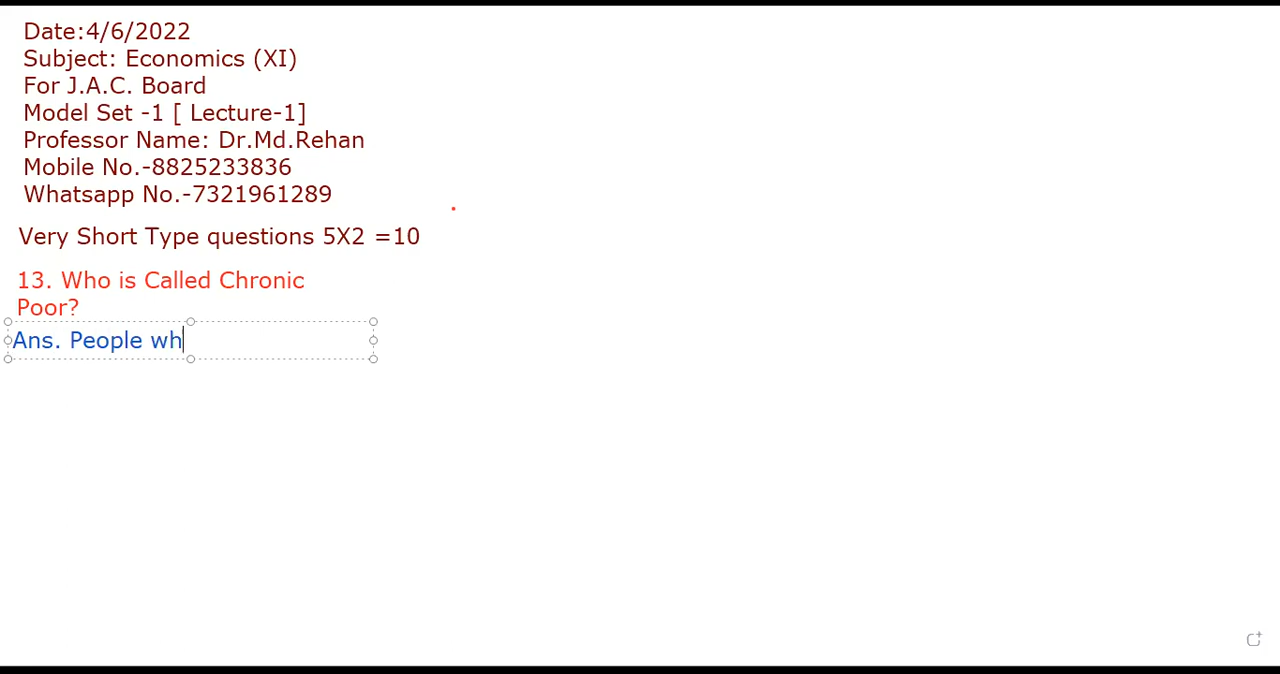 Date:4/6/2022
Subject: Economics (XI)
For J.A.C. Board
Model Set -1 [ Lecture-1]
Professor Name: Dr.Md.Rehan
Mobile No.-8825233836
Whatsapp No.-7321961289
Very Short Type questions 5X2 =10
13. Who is Called Chronic
Poor?
Ans. People wh